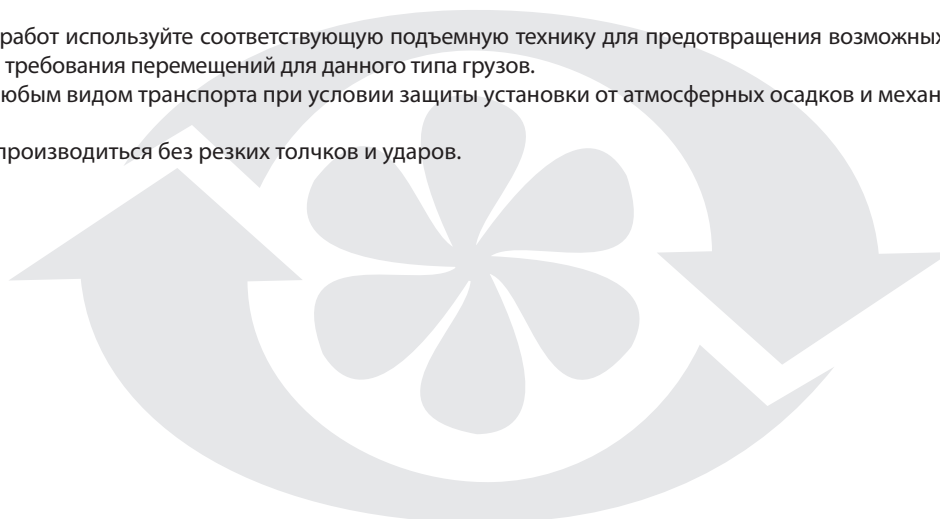 работ используйте соответствующую подъемную технику для предотвращения возможных
требования перемещений для данного типа грузов.
любым видом транспорта при условии защиты установки от атмосферных осадков и механ
производиться без резких толчков и ударов.